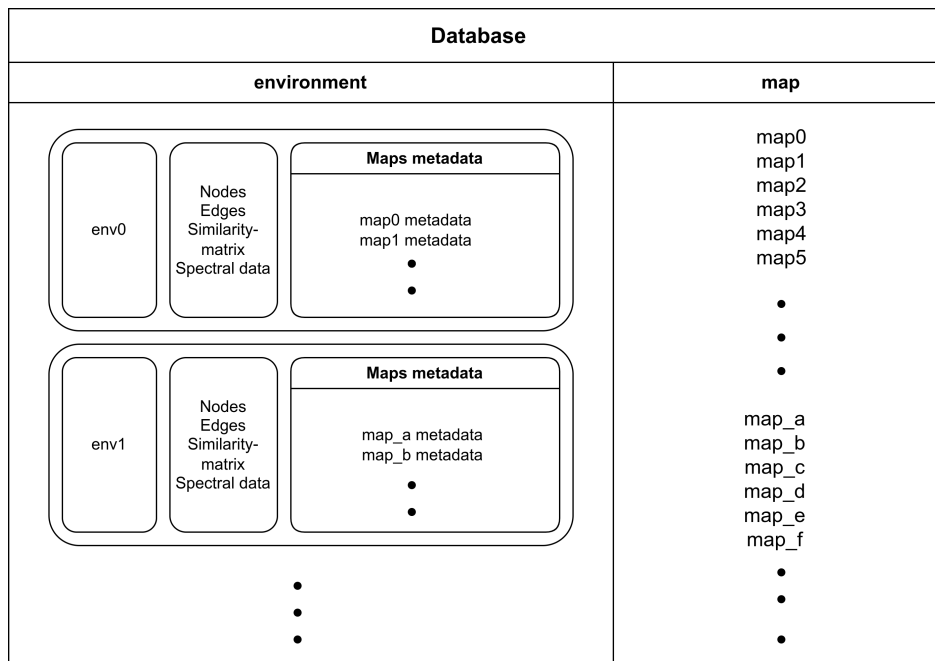 Database
environment
map
env0
Nodes
Edges
Similarity-
matrix
Spectral data
Maps metadata
map0 metadata
map1 metadata
env1
Nodes
Edges
Similarity-
matrix
Spectral data
Maps metadata
map_a metadata
map_b metadata
map0
map1
map2
map3
map4
map5
map_a
map_b
map_c
map_d
map_e
map_f